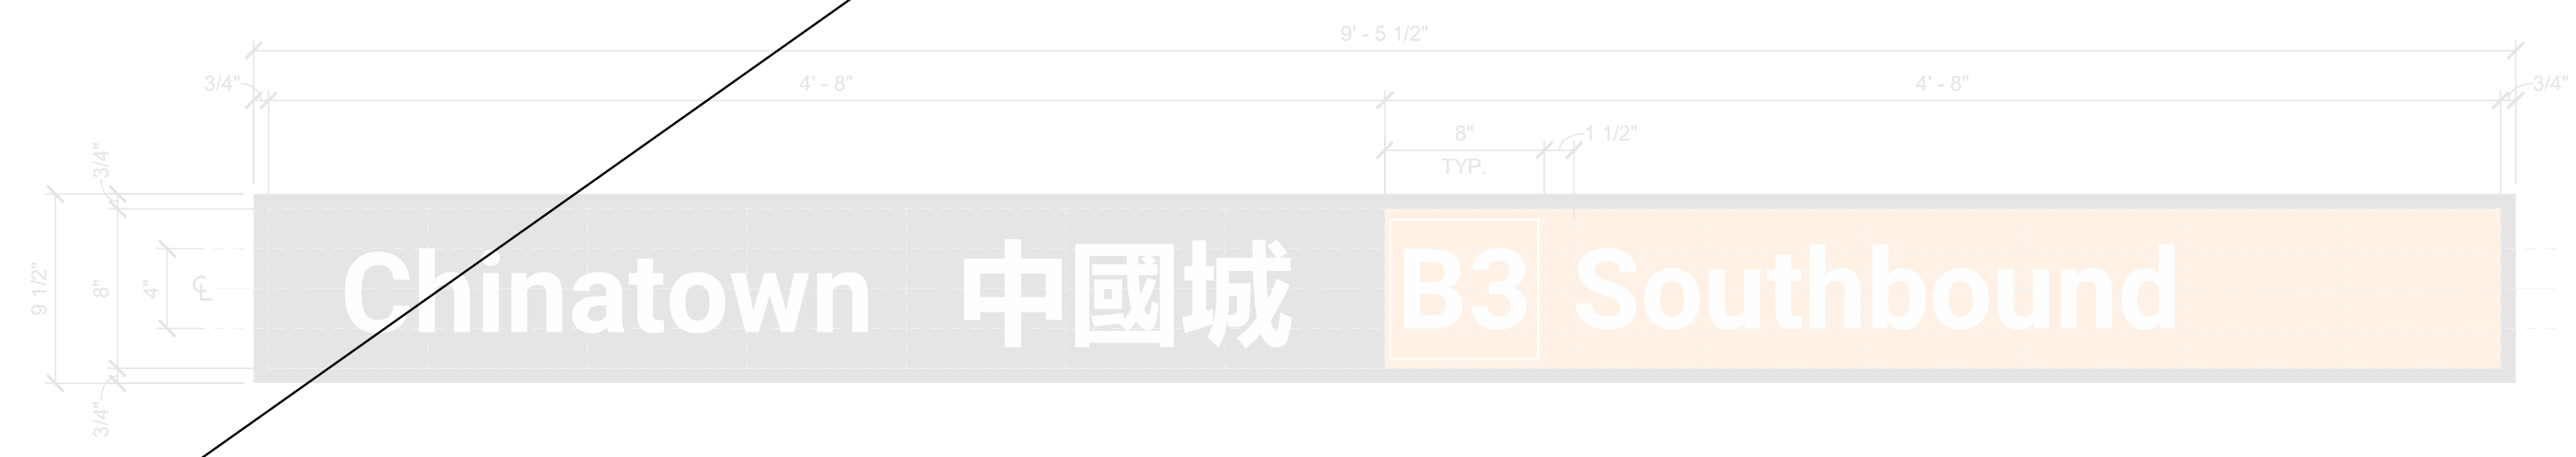 9' - 5 1/2"
3/4" 4' - 8" 4' - 8" 3/4"
8" 1 1/2"
TYP.
3/4"
9 1/2" 8" 4" ℄
Chinatown 中國城 B3 Southbound
3/4"